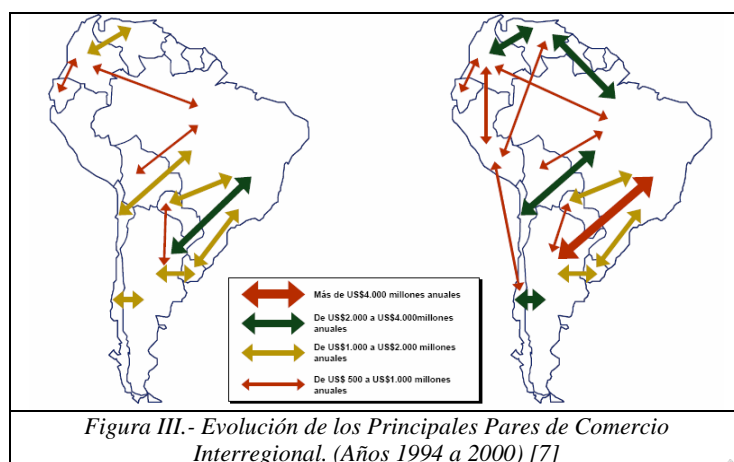 Más de US$4.000 millones anuales
De US$2.000 a US$4.000millones
anuales
De US$1.000 a US$2.000 millones
anuales
De US$ 500 a US$1.000 millones
anuales
Figura III.- Evolución de los Principales Pares de Comercio
Interregional. (Años 1994 a 2000) [7]